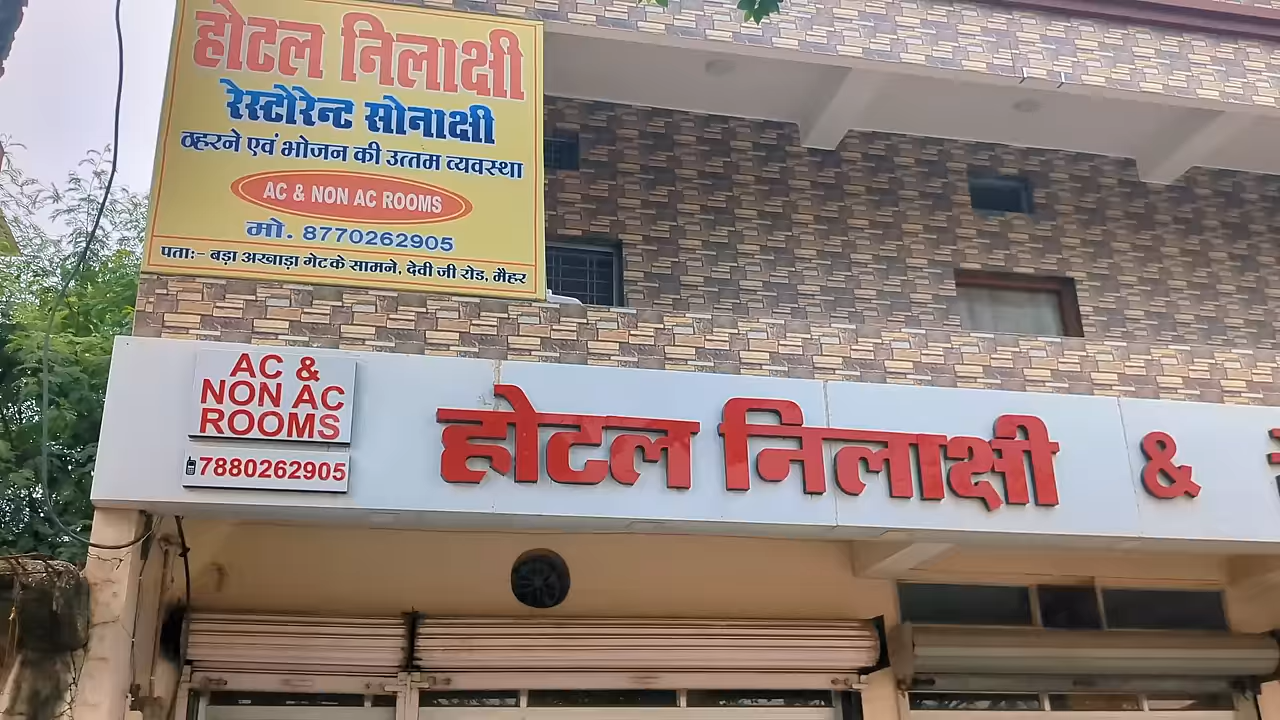 होटल निलाक्षी
रेस्टोरेन्ट सोनाक्षी
ठहरने एवं भोजन की उत्तम व्यवस्था
AC & NON AC ROOMS
मो. 8770262905
पता:- बड़ा अखाड़ा गेटके सामने, देवी जी रोड, मैहर
AC &
NON AC
ROOMS
7880262905
होटल निलाक्षी &